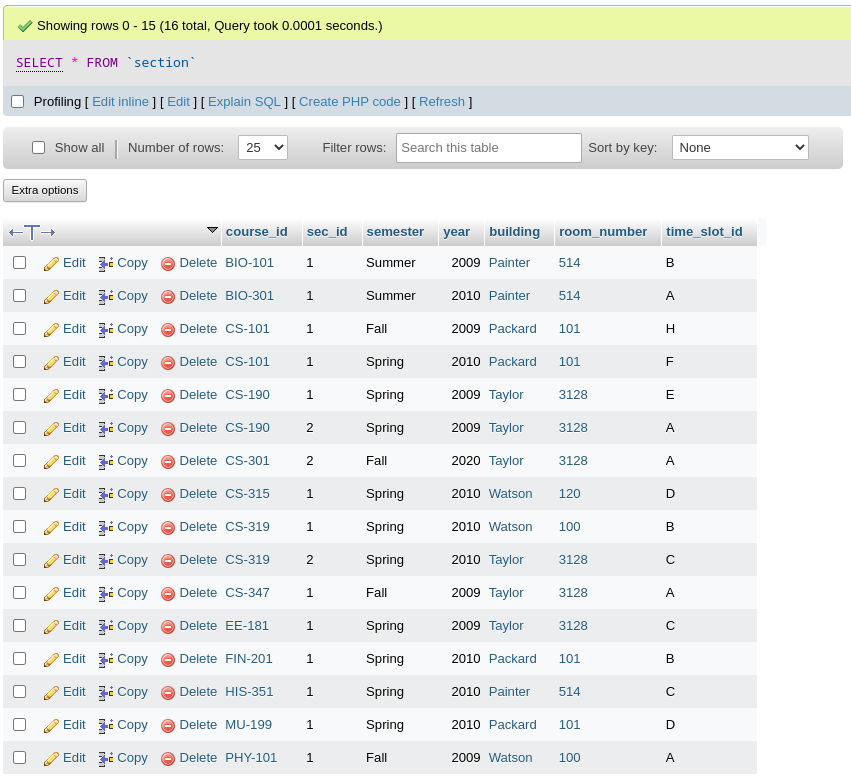 Showing rows 0 - 15 (16 total, Query took 0.0001 seconds.)
SELECT * FROM `section`
Profiling [ Edit inline ] [ Edit ] [ Explain SQL ] [ Create PHP code ] [ Refresh ]
Show all | Number of rows: 25 Filter rows: Search this table Sort by key: None
Extra options
←T→ course_id sec_id semester year building room_number time_slot_id
Edit Copy Delete BIO-101 1 Summer 2009 Painter 514 B
Edit Copy Delete BIO-301 1 Summer 2010 Painter 514 A
Edit Copy Delete CS-101 1 Fall 2009 Packard 101 H
Edit Copy Delete CS-101 1 Spring 2010 Packard 101 F
Edit Copy Delete CS-190 1 Spring 2009 Taylor 3128 E
Edit Copy Delete CS-190 2 Spring 2009 Taylor 3128 A
Edit Copy Delete CS-301 2 Fall 2020 Taylor 3128 A
Edit Copy Delete CS-315 1 Spring 2010 Watson 120 D
Edit Copy Delete CS-319 1 Spring 2010 Watson 100 B
Edit Copy Delete CS-319 2 Spring 2010 Taylor 3128 C
Edit Copy Delete CS-347 1 Fall 2009 Taylor 3128 A
Edit Copy Delete EE-181 1 Spring 2009 Taylor 3128 C
Edit Copy Delete FIN-201 1 Spring 2010 Packard 101 B
Edit Copy Delete HIS-351 1 Spring 2010 Painter 514 C
Edit Copy Delete MU-199 1 Spring 2010 Packard 101 D
Edit Copy Delete PHY-101 1 Fall 2009 Watson 100 A